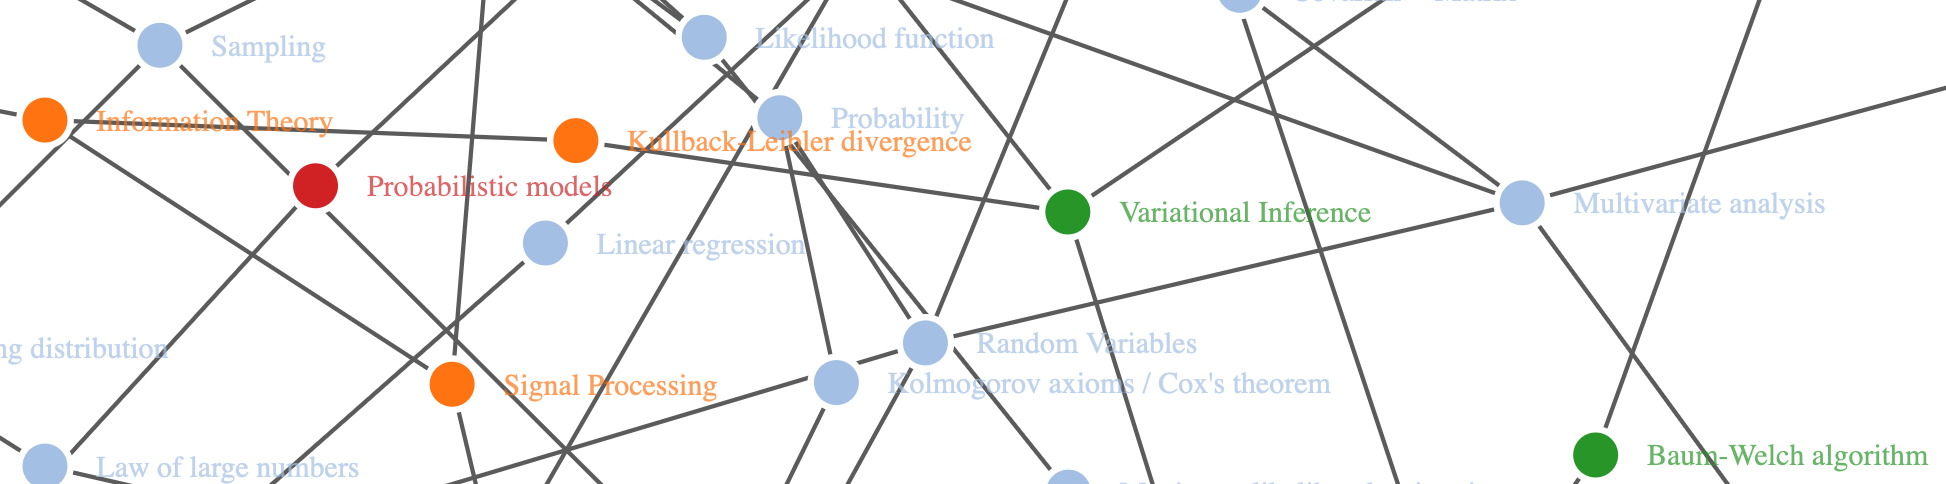 Sampling
Likelihood function
Information Theory
Probability
Kullback-Leibler divergence
Probabilistic models
Multivariate analysis
Variational Inference
Linear regression
Random Variables
distribution
Kolmogorov axioms / Cox's theorem
Signal Processing
Baum-Welch algorithm
Law of large numbers